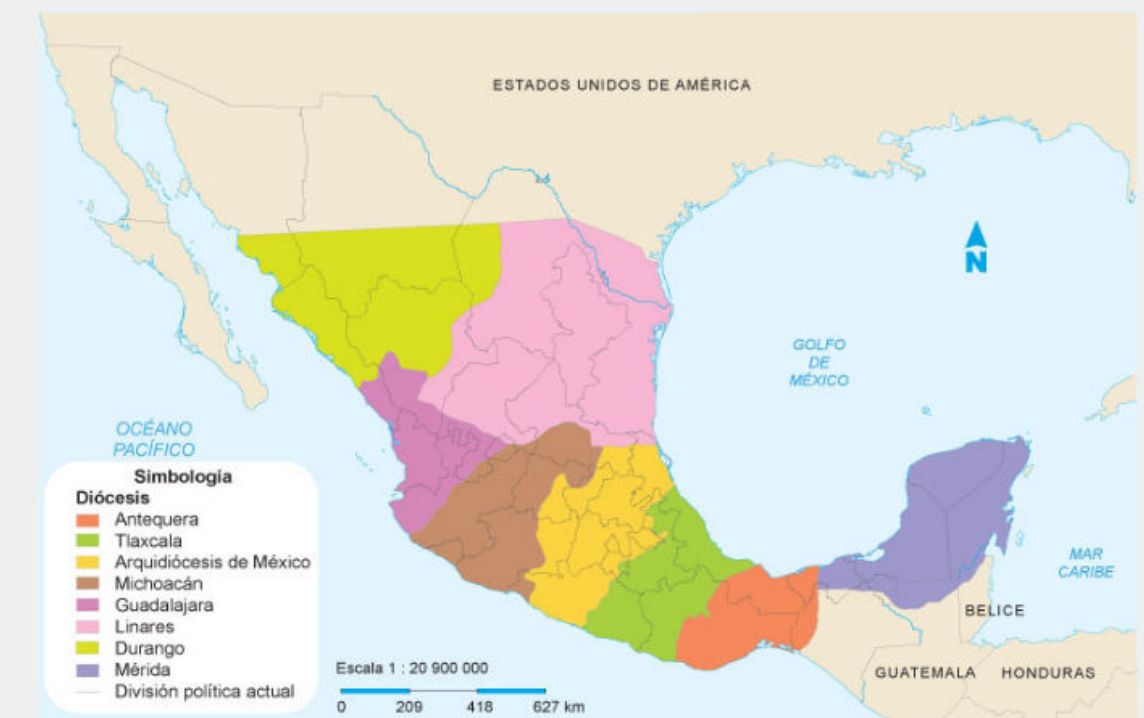 ESTADOS UNIDOS DE AMÉRICA
N
GOLFO
DE
MÉXICO
OCÉANO
PACÍFICO
Simbología
Diócesis
Antequera
Tlaxcala
Arquidiócesis de México
Michoacán
Guadalajara
Linares
Durango
Mérida
División política actual
Escala 1 : 20 900 000
0 209 418 627 km
MAR
CARIBE
BELICE
GUATEMALA HONDURAS